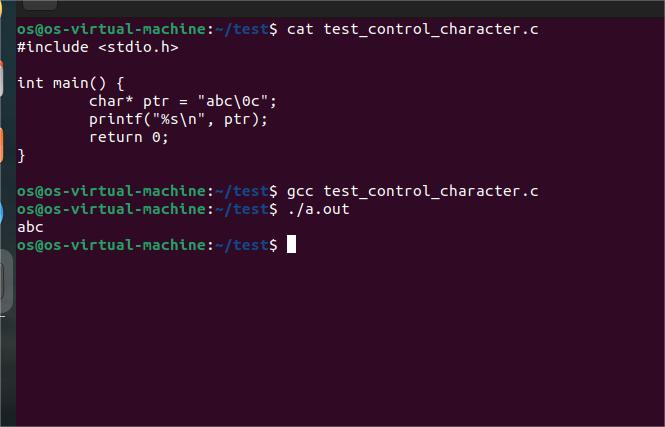 os@os-virtual-machine:~/test$ cat test_control_character.c
#include <stdio.h>

int main() {
        char* ptr = "abc\0c";
        printf("%s\n", ptr);
        return 0;
}

os@os-virtual-machine:~/test$ gcc test_control_character.c
os@os-virtual-machine:~/test$ ./a.out
abc
os@os-virtual-machine:~/test$